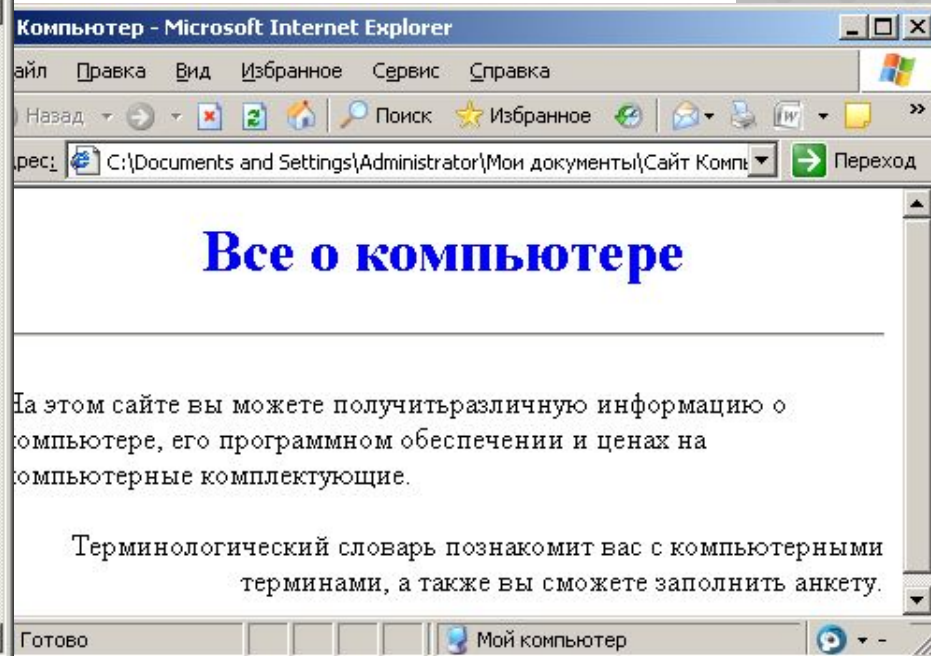 Компьютер - Microsoft Internet Explorer
айл Правка Вид Избранное Сервис Справка
Назад Поиск Избранное W »
рес: C:\Documents and Settings\Administrator\Мои документы\Сайт Комп Переход
Все о компьютере
На этом сайте вы можете получитьразличную информацию о
компьютере, его программном обеспечении и ценах на
компьютерные комплектующие.
Терминологический словарь познакомит вас с компьютерными
терминами, а также вы сможете заполнить анкету.
Готово Мой компьютер